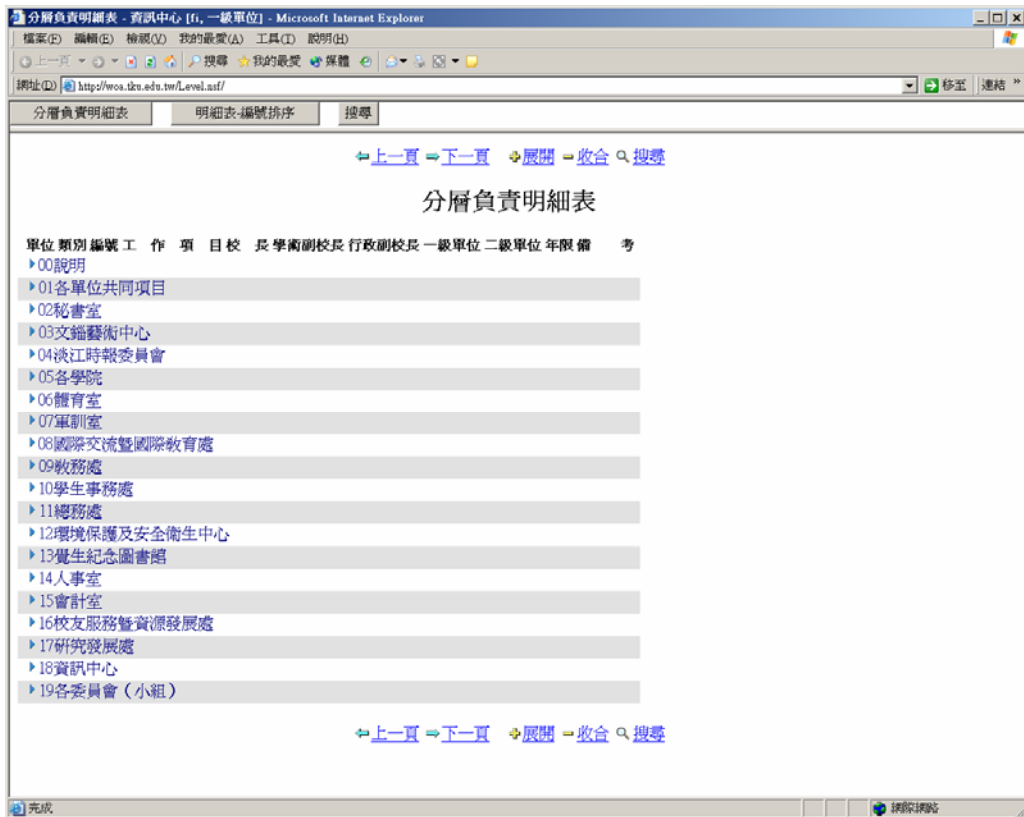 分層負責明細表 - 資訊中心 [fi, 一級單位] - Microsoft Internet Explorer
檔案(F) 編輯(E) 檢視(V) 我的最愛(A) 工具(T) 說明(H)
上一頁 搜尋 我的最愛 媒體
網址(D) http://woa.tku.edu.tw/Level.nsf/ 移至 連結 »
分層負責明細表 明細表-編號排序 搜尋
上一頁 下一頁 展開 收合 搜尋
分層負責明細表
單位 類別 編號 工 作 項 目 校 長 學術副校長 行政副校長 一級單位 二級單位 年限 備 考
00說明
01各單位共同項目
02秘書室
03文錙藝術中心
04淡江時報委員會
05各學院
06體育室
07軍訓室
08國際交流暨國際教育處
09教務處
10學生事務處
11總務處
12環境保護及安全衛生中心
13覺生紀念圖書館
14人事室
15會計室
16校友服務暨資源發展處
17研究發展處
18資訊中心
19各委員會(小組)
上一頁 下一頁 展開 收合 搜尋
完成 網際網路